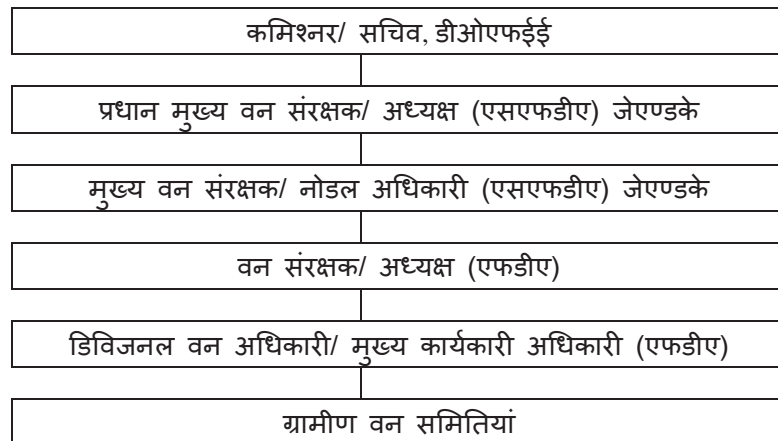 कमिश्नर/ सचिव, डीओएफईई
प्रधान मुख्य वन संरक्षक/ अध्यक्ष (एसएफडीए) जेएण्डके
मुख्य वन संरक्षक/ नोडल अधिकारी (एसएफडीए) जेएण्डके
वन संरक्षक/ अध्यक्ष (एफडीए)
डिविजनल वन अधिकारी/ मुख्य कार्यकारी अधिकारी (एफडीए)
ग्रामीण वन समितियां